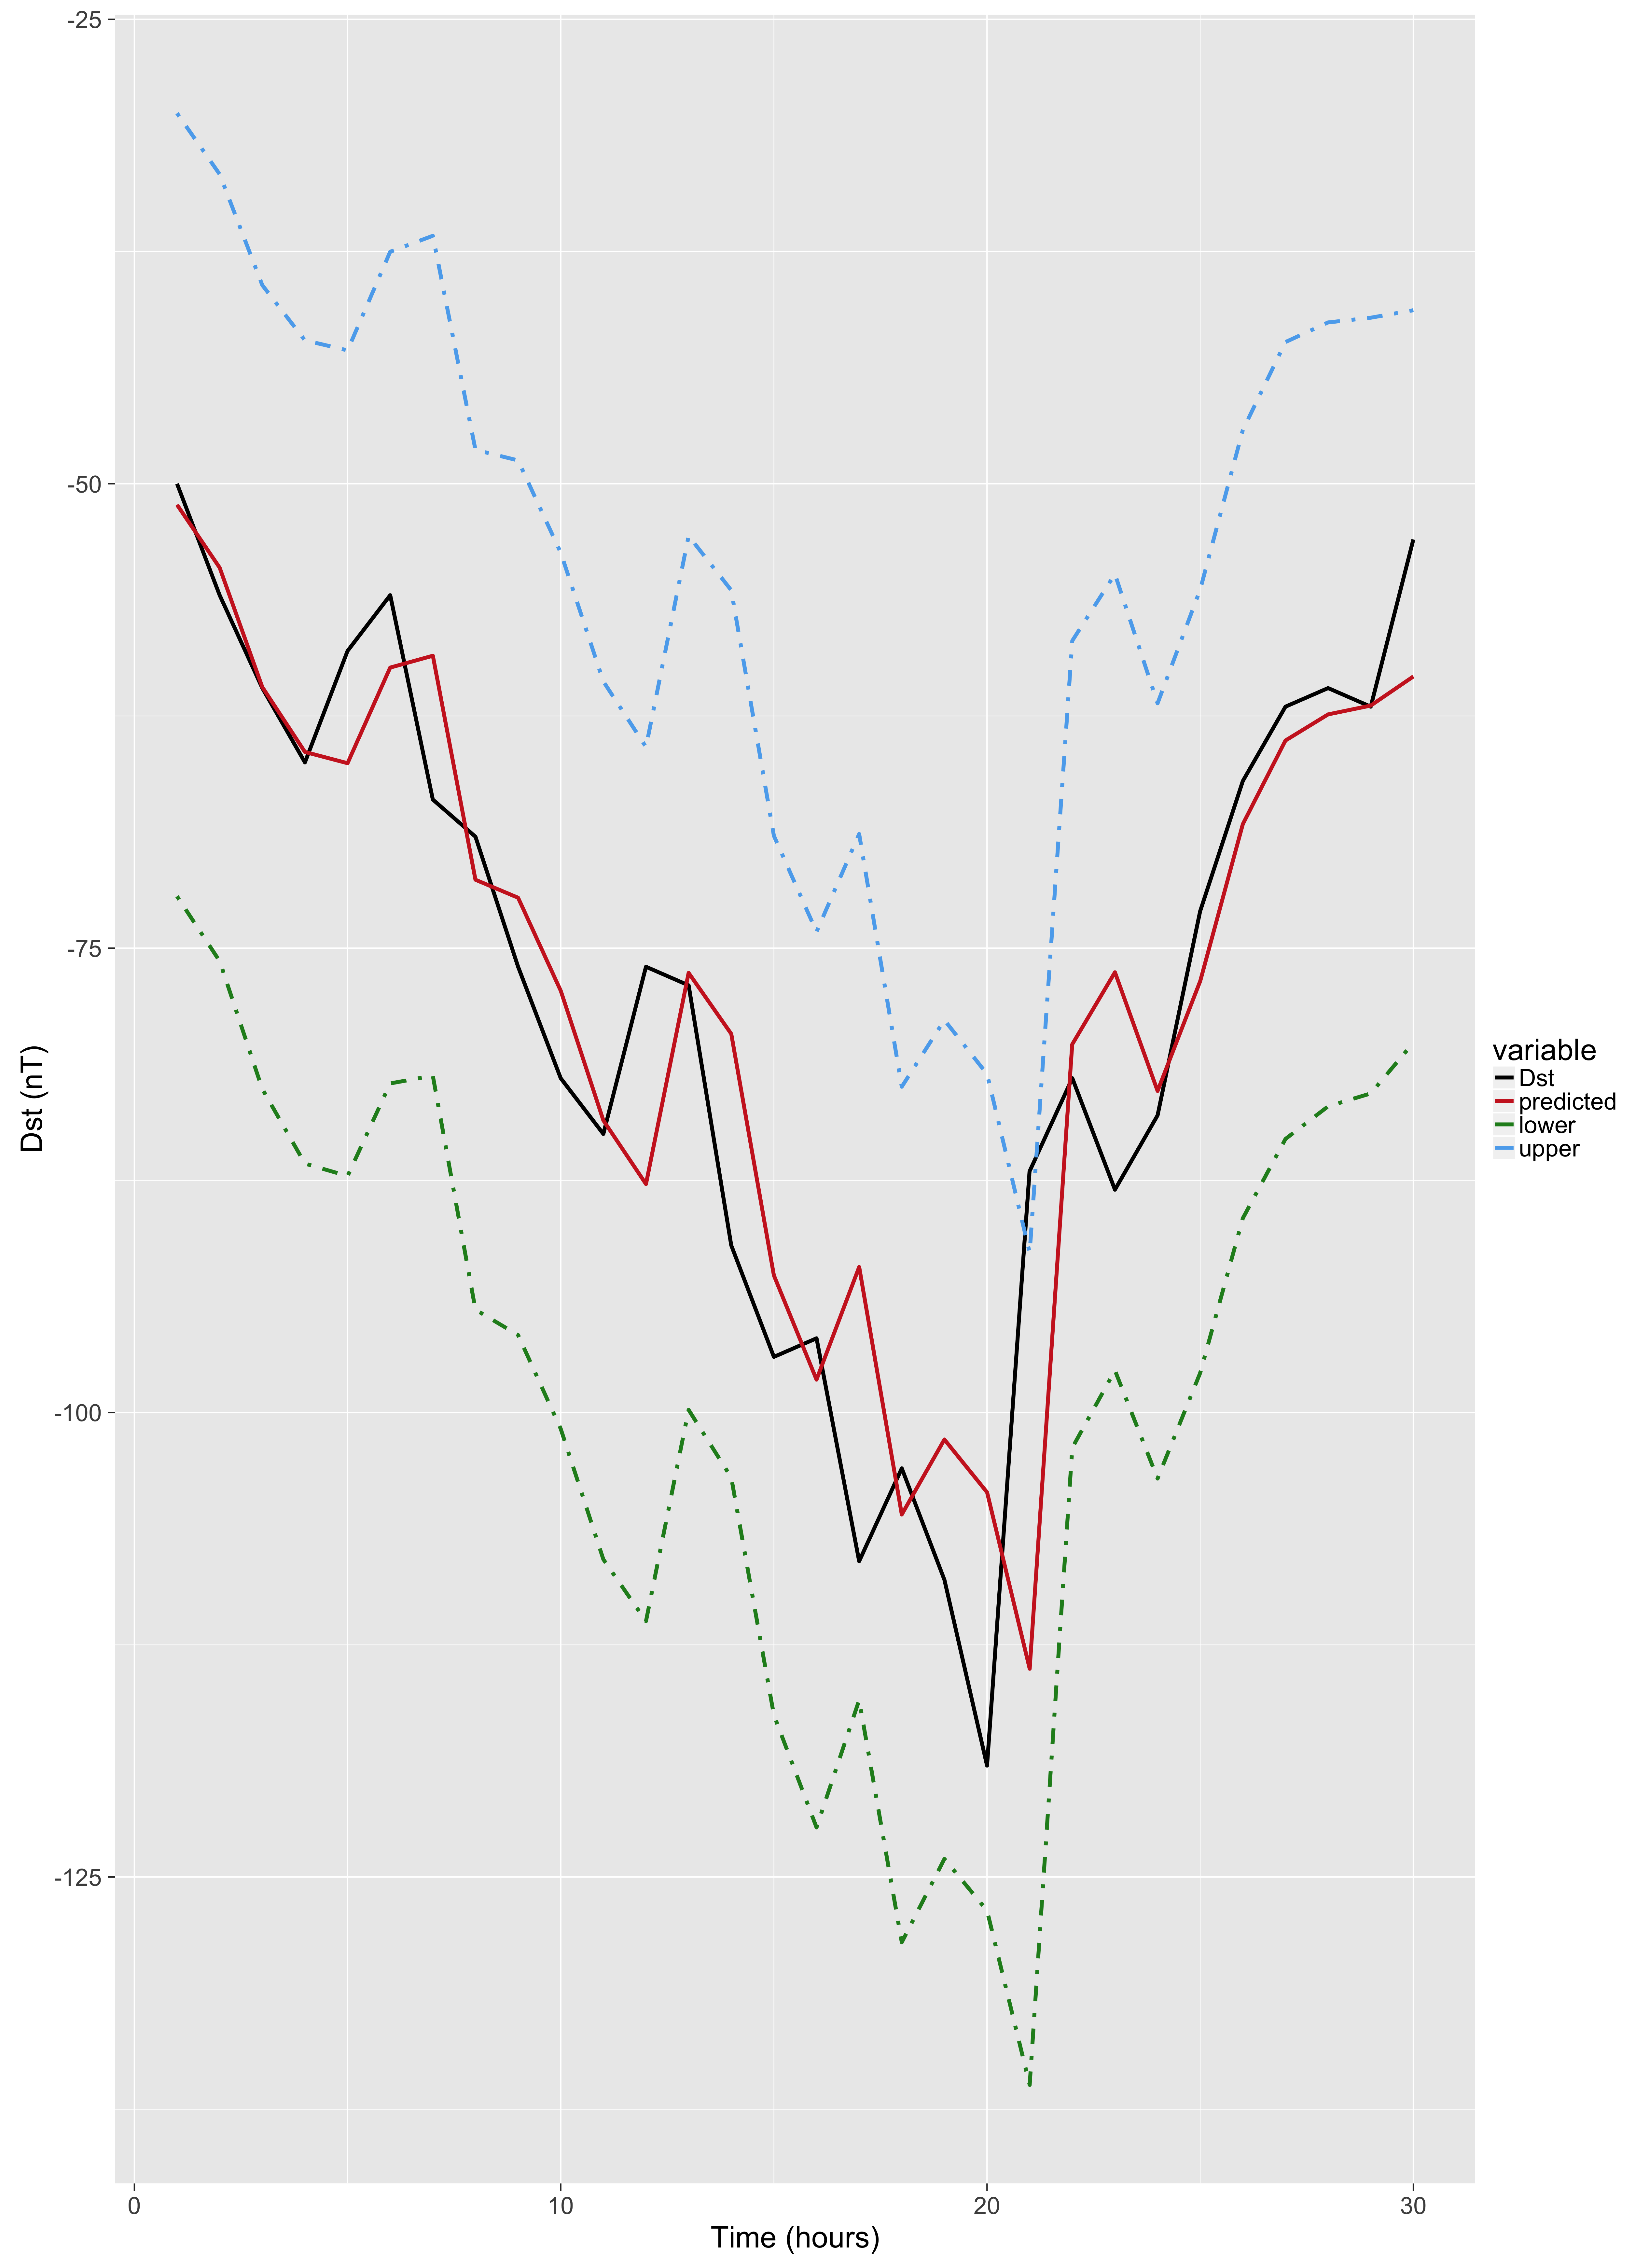 -25
-50
-75
-100
-125
Dst (nT)
0 10 20 30
Time (hours)
variable
Dst
predicted
lower
upper